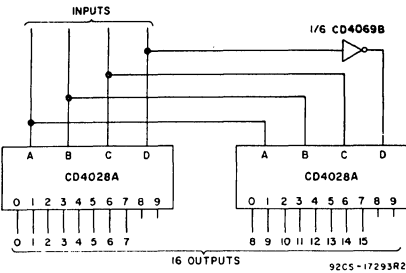 INPUTS
1/6 CD4069B
A B C D
A B C D
CD4028A
CD4028A
0 1 2 3 4 5 6 7 8 9
0 1 2 3 4 5 6 7 8 9
0 1 2 3 4 5 6 7
8 9 10 11 12 13 14 15
16 OUTPUTS
92CS-17293R2